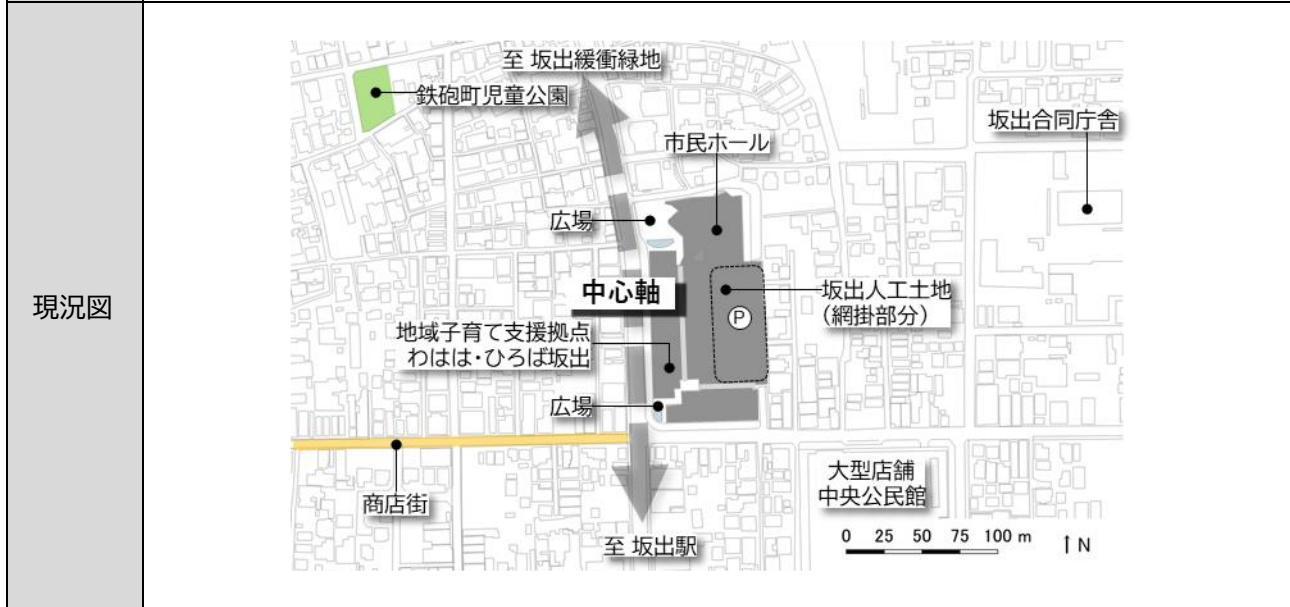 現況図
至 坂出緩衝緑地
鉄砲町児童公園
市民ホール
坂出合同庁舎
広場
中心軸
坂出人工土地
（網掛部分）
P
地域子育て支援拠点
わはは・ひろば坂出
広場
商店街
大型店舗
中央公民館
至 坂出駅
0 25 50 75 100 m
↑N